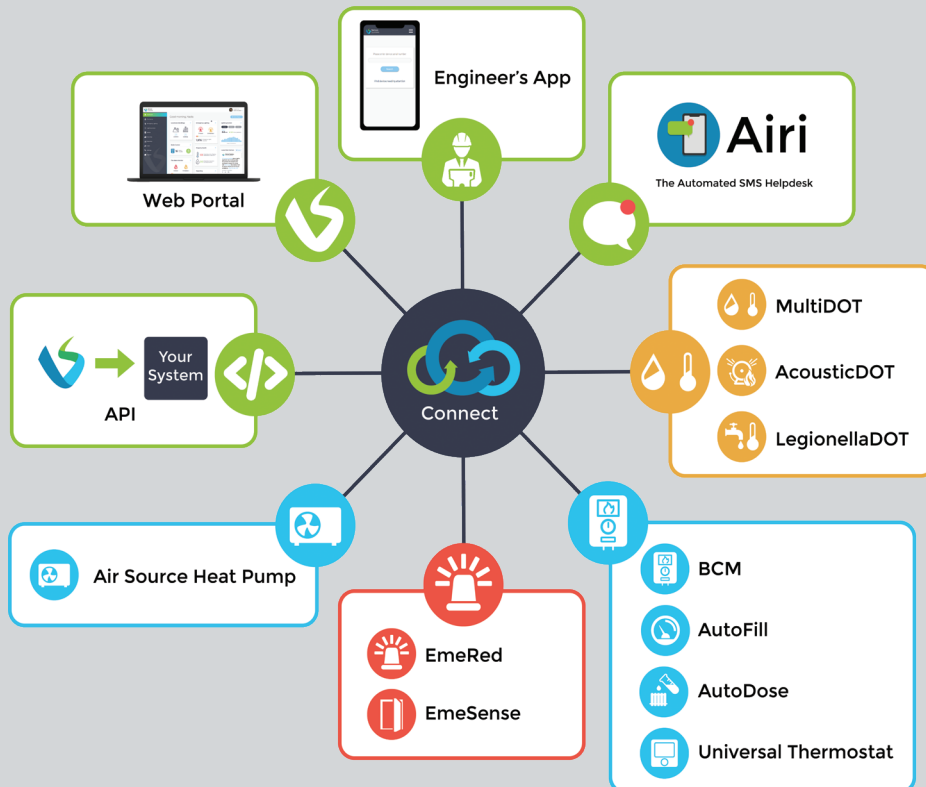 Engineer's App
Web Portal
Airi
The Automated SMS Helpdesk
MultiDOT
AcousticDOT
LegionellaDOT
Your
System
API
Connect
Air Source Heat Pump
EmeRed
EmeSense
BCM
AutoFill
AutoDose
Universal Thermostat